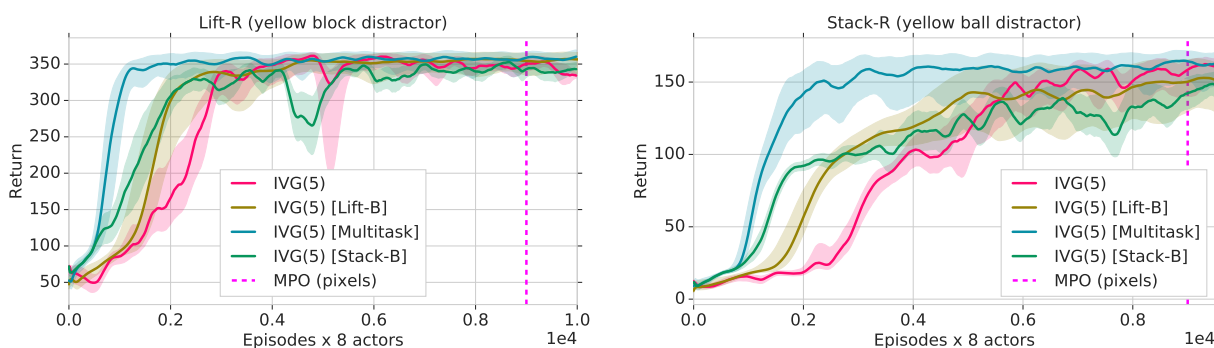 Lift-R (yellow block distractor)
Return
350
300
250
200
150
100
50
IVG(5)
IVG(5) [Lift-B]
IVG(5) [Multitask]
IVG(5) [Stack-B]
MPO (pixels)
0.0 0.2 0.4 0.6 0.8 1.0
Episodes x 8 actors
1e4
Stack-R (yellow ball distractor)
Return
150
100
50
0
IVG(5)
IVG(5) [Lift-B]
IVG(5) [Multitask]
IVG(5) [Stack-B]
MPO (pixels)
0.0 0.2 0.4 0.6 0.8
Episodes x 8 actors
1e4